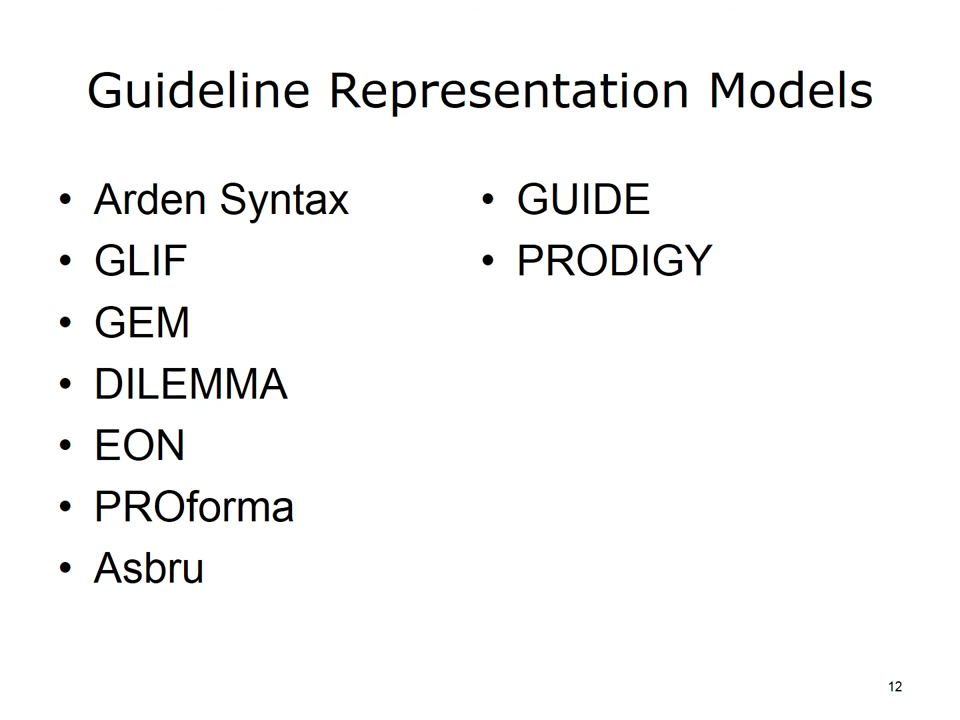 Guideline Representation Models
• Arden Syntax
• GLIF
• GEM
• DILEMMA
• EON
• PROforma
• Asbru
• GUIDE
• PRODIGY
12